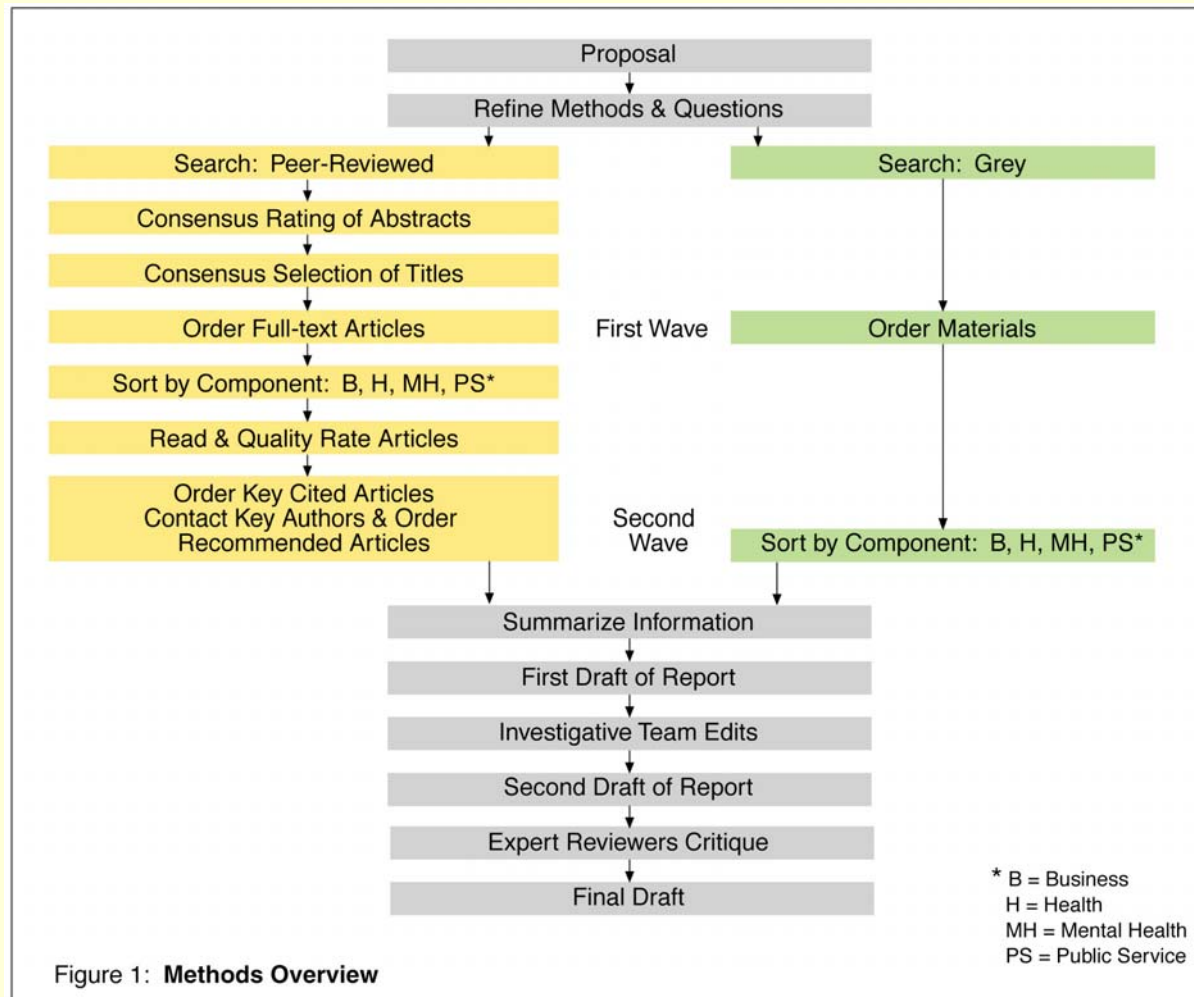 Proposal
Refine Methods & Questions
Search: Peer-Reviewed
Search: Grey
Consensus Rating of Abstracts
Consensus Selection of Titles
Order Full-text Articles
First Wave
Order Materials
Sort by Component: B, H, MH, PS*
Read & Quality Rate Articles
Order Key Cited Articles
Contact Key Authors & Order
Recommended Articles
Second
Wave
Sort by Component: B, H, MH, PS*
Summarize Information
First Draft of Report
Investigative Team Edits
Second Draft of Report
Expert Reviewers Critique
Final Draft
* B = Business
H = Health
MH = Mental Health
PS = Public Service
Figure 1: Methods Overview